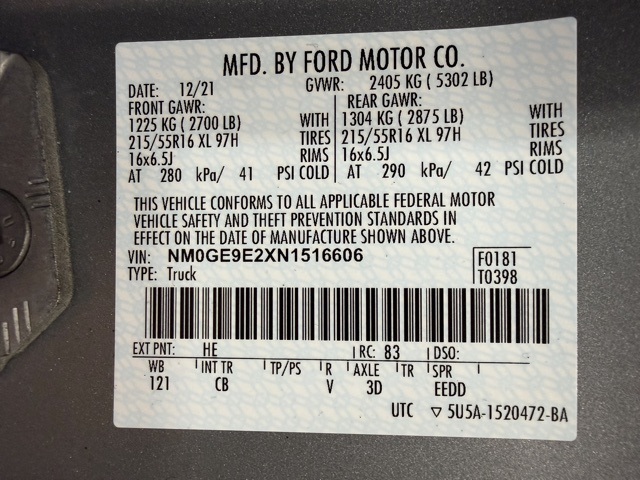 MFD. BY FORD MOTOR CO.
DATE: 12/21 GVWR: 2405 KG ( 5302 LB)
FRONT GAWR: REAR GAWR:
1225 KG ( 2700 LB) WITH 1304 KG ( 2875 LB) WITH
215/55R16 XL 97H TIRES 215/55R16 XL 97H TIRES
16x6.5J RIMS 16x6.5J RIMS
AT 280 kPa/ 41 PSI COLD AT 290 kPa/ 42 PSI COLD
THIS VEHICLE CONFORMS TO ALL APPLICABLE FEDERAL MOTOR
VEHICLE SAFETY AND THEFT PREVENTION STANDARDS IN
EFFECT ON THE DATE OF MANUFACTURE SHOWN ABOVE.
VIN: NM0GE9E2XN1516606 F0181
TYPE: Truck T0398
EXT PNT: HE RC: 83 DSO:
WB INT TR TP/PS R AXLE TR SPR
121 CB V 3D EEDD
UTC ▽ 5U5A-1520472-BA